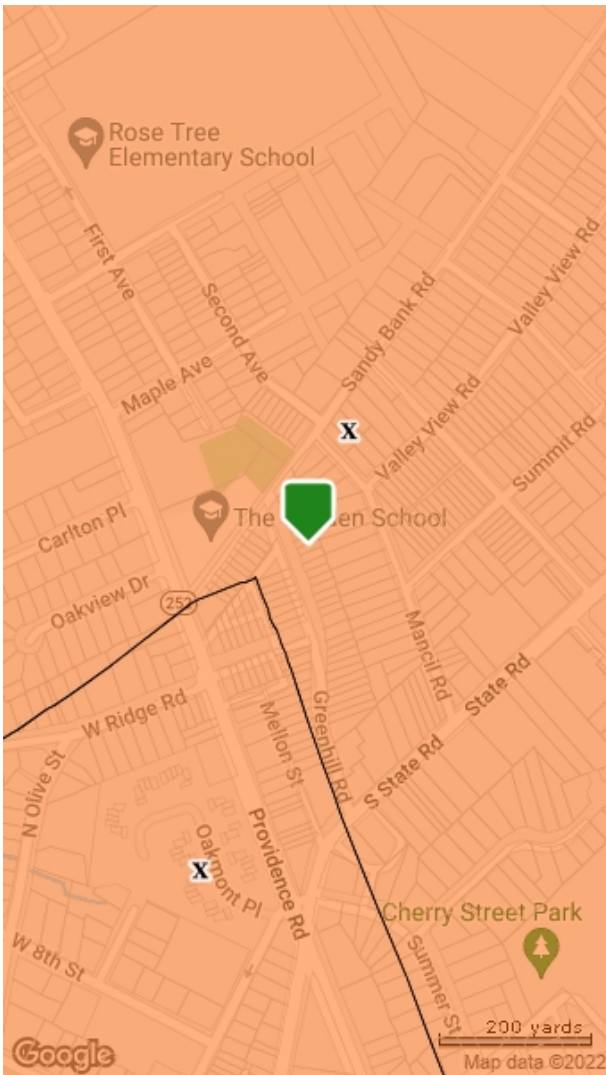 Rose Tree
Elementary School
First Ave
Second Ave
Valley View Rd
Sandy Bank Rd
Maple Ave
X
Valley View Rd
Summit Rd
The
en School
Carlton Pl
Oakview Dr
252
Mancil Rd
State Rd
W Ridge Rd
Mellon St
Greenhill Rd
S State Rd
N Olive St
Oakmont Pl
Providence Rd
X
Cherry Street Park
W 8th St
Summer St
200 yards
Google
Map data ©2022